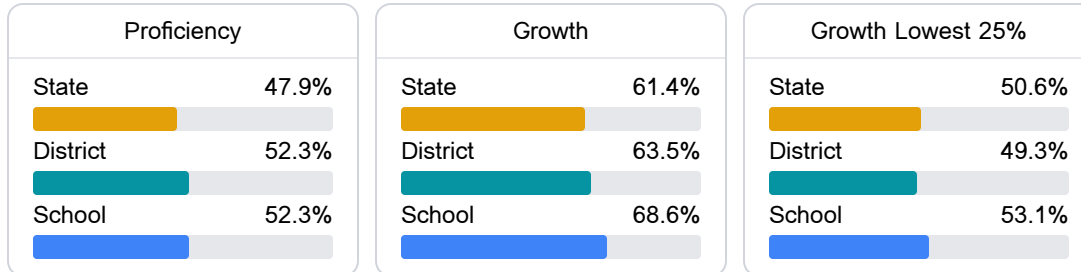 Proficiency
State 47.9%
District 52.3%
School 52.3%
Growth
State 61.4%
District 63.5%
School 68.6%
Growth Lowest 25%
State 50.6%
District 49.3%
School 53.1%